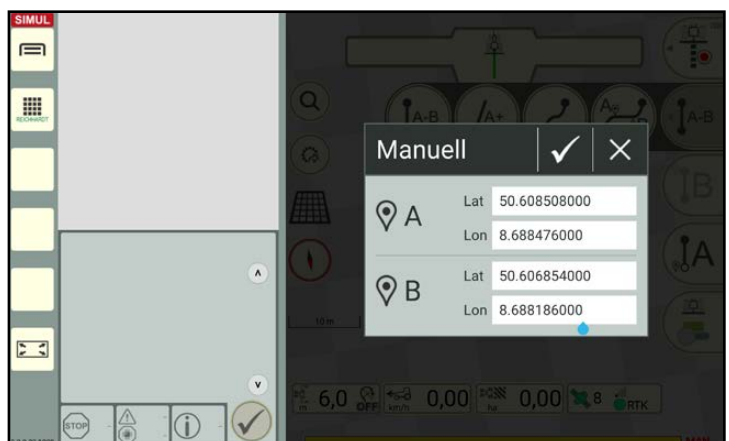 SIMUL
REICHHARDT
A-B
A+
A
A-B
B
A
Manuell
A
Lat 50.608508000
Lon 8.688476000
B
Lat 50.606854000
Lon 8.688186000
10 m
m 6,0 OFF km/h 0,00 ha 0,00 8 RTK
STOP